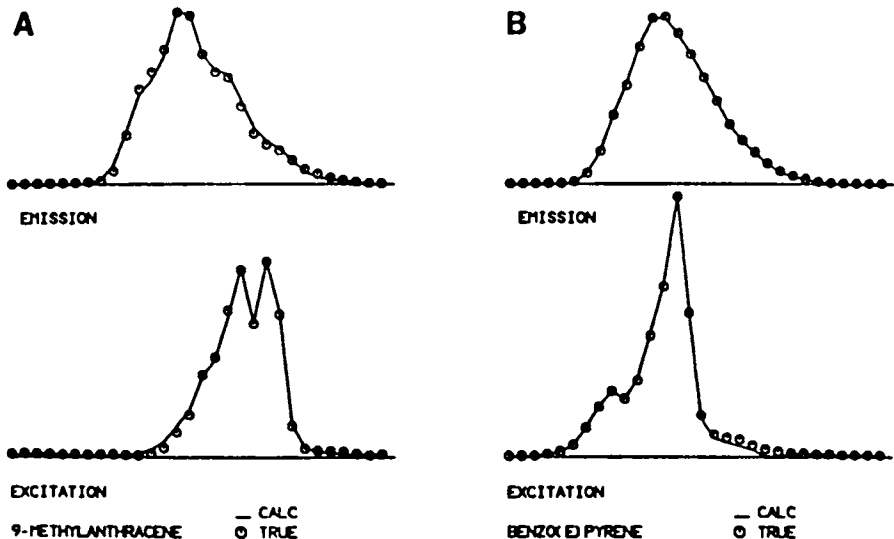 A
B
EMISSION
EMISSION
EXCITATION
EXCITATION
— CALC
— CALC
9-METHYLANTHRACENE
⊙ TRUE
BENZO(E)PYRENE
⊙ TRUE